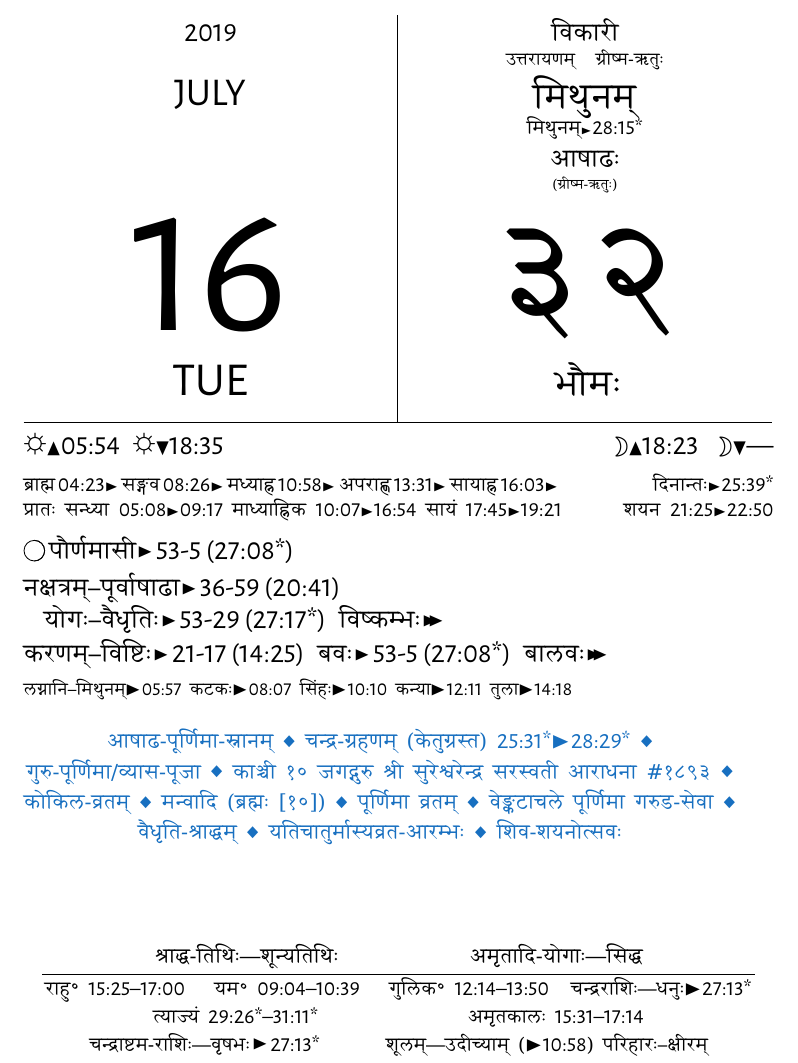 2019
JULY
16
TUE
विकारी
उत्तरायणम् ग्रीष्म-ऋतुः
मिथुनम्
मिथुनम्►28:15*
आषाढः
(ग्रीष्म-ऋतुः)
३२
भौमः
☼▲05:54 ☼▼18:35 ☽▲18:23 ☽▼—
ब्राह्म 04:23► सङ्गव 08:26► मध्याह्न 10:58► अपराह्ण 13:31► सायाह्न 16:03► दिनान्तः►25:39*
प्रातः सन्ध्या 05:08►09:17 माध्याह्निक 10:07►16:54 सायं 17:45►19:21 शयन 21:25►22:50
○पौर्णमासी►53-5 (27:08*)
नक्षत्रम्–पूर्वाषाढा►36-59 (20:41)
योगः–वैधृतिः►53-29 (27:17*) विष्कम्भः►►
करणम्–विष्टिः►21-17 (14:25) बवः►53-5 (27:08*) बालवः►►
लग्नानि–मिथुनम्►05:57 कटकः►08:07 सिंहः►10:10 कन्या►12:11 तुला►14:18
आषाढ-पूर्णिमा-स्नानम् ◆ चन्द्र-ग्रहणम् (केतुग्रस्त) 25:31*►28:29* ◆
गुरु-पूर्णिमा/व्यास-पूजा ◆ काञ्ची १० जगद्गुरु श्री सुरेश्वरेन्द्र सरस्वती आराधना #१८९३ ◆
कोकिल-व्रतम् ◆ मन्वादि (ब्रह्मः [१०]) ◆ पूर्णिमा व्रतम् ◆ वेङ्कटाचले पूर्णिमा गरुड-सेवा ◆
वैधृति-श्राद्धम् ◆ यतिचातुर्मास्यव्रत-आरम्भः ◆ शिव-शयनोत्सवः
श्राद्ध-तिथिः—शून्यतिथिः अमृतादि-योगाः—सिद्ध
राहु॰ 15:25–17:00 यम॰ 09:04–10:39 गुलिक॰ 12:14–13:50 चन्द्रराशिः—धनुः►27:13*
त्याज्यं 29:26*–31:11* अमृतकालः 15:31–17:14
चन्द्राष्टम-राशिः—वृषभः►27:13* शूलम्—उदीच्याम् (►10:58) परिहारः–क्षीरम्